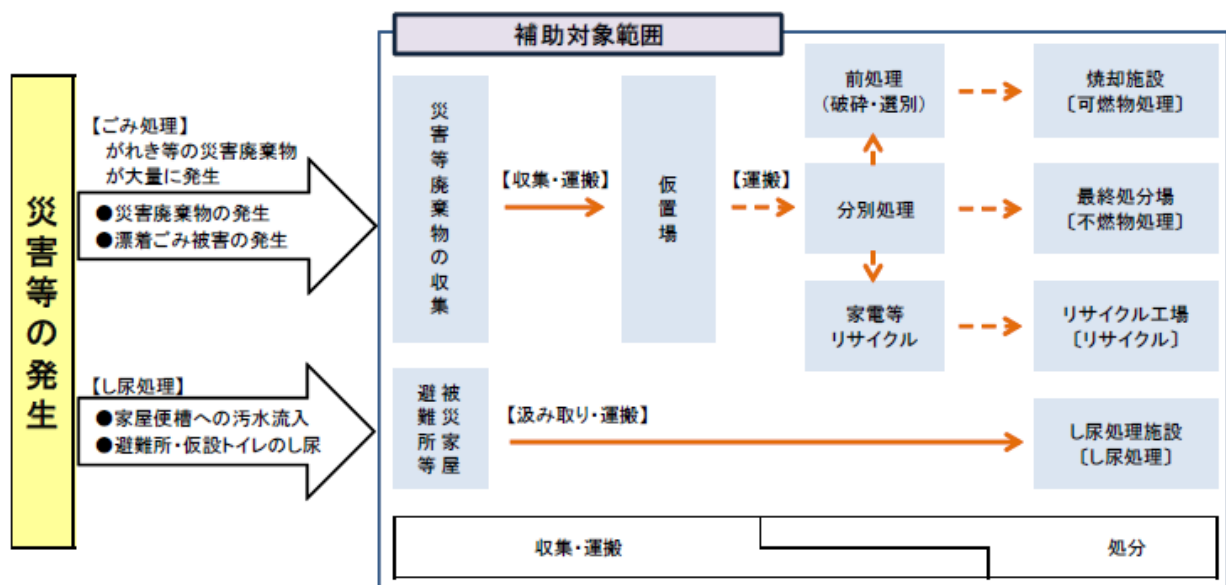 補助対象範囲
災害等の発生
【ごみ処理】
がれき等の災害廃棄物
が大量に発生
●災害廃棄物の発生
●漂着ごみ被害の発生
【し尿処理】
●家屋便槽への汚水流入
●避難所・仮設トイレのし尿
災害等廃棄物の収集
【収集・運搬】
仮置場
【運搬】
前処理
(破砕・選別)
分別処理
家電等
リサイクル
焼却施設
〔可燃物処理〕
最終処分場
〔不燃物処理〕
リサイクル工場
〔リサイクル〕
被災家屋
避難所等
【汲み取り・運搬】
し尿処理施設
〔し尿処理〕
収集・運搬
処分